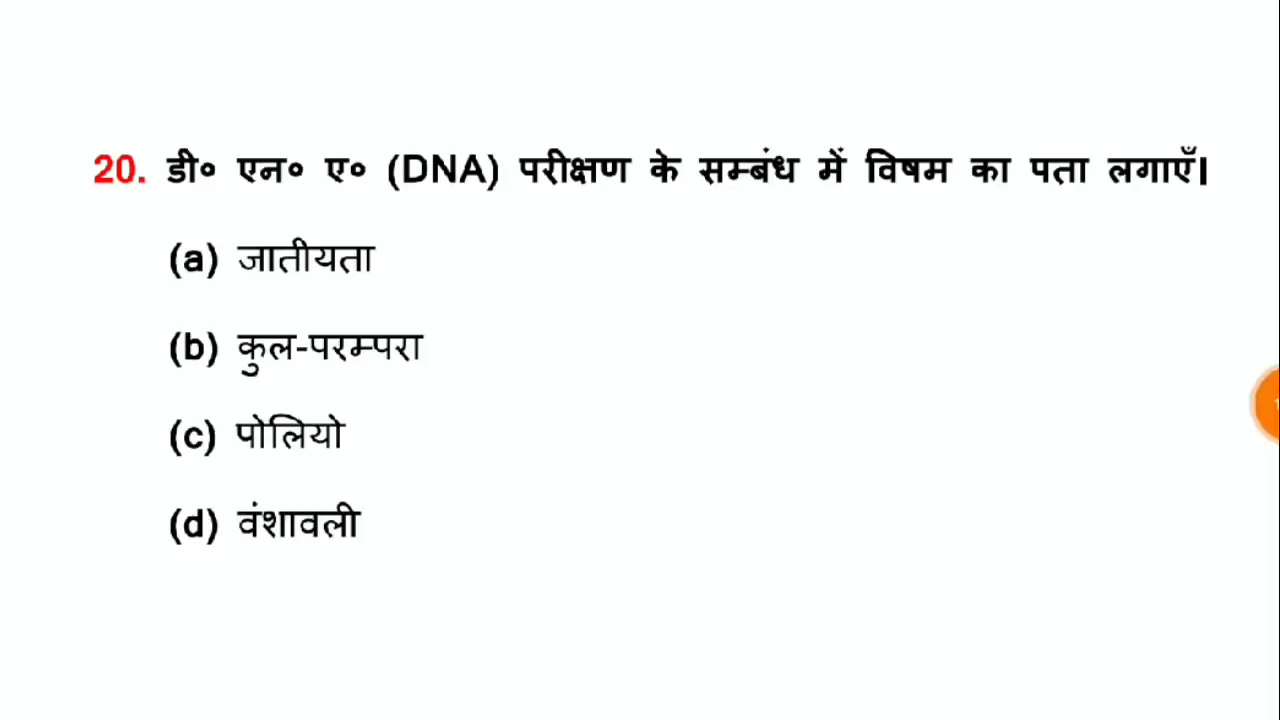 20. डी॰ एन॰ ए॰ (DNA) परीक्षण के सम्बंध में विषम का पता लगाएँ।
(a) जातीयता
(b) कुल-परम्परा
(c) पोलियो
(d) वंशावली